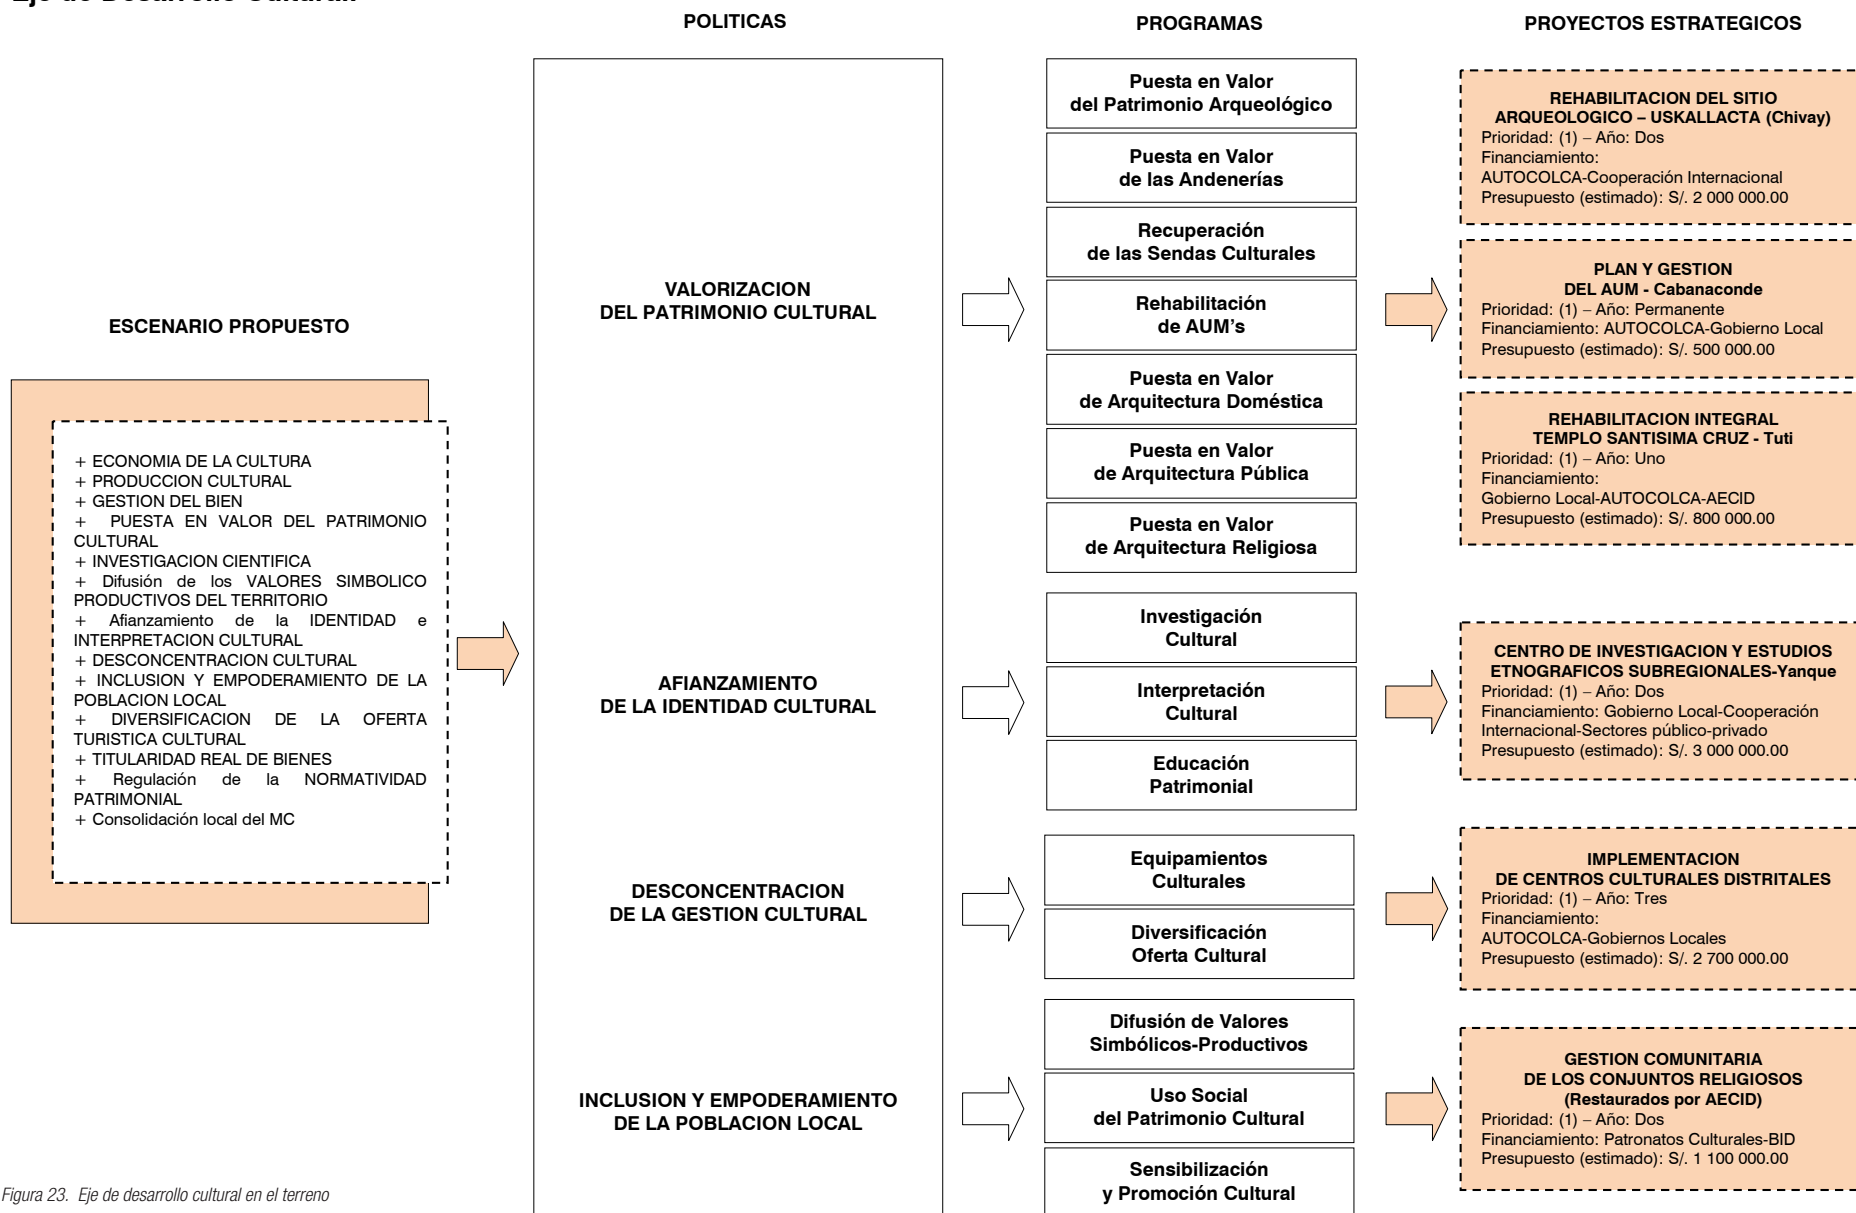 Eje de Desarrollo Cultural:
POLITICAS
PROGRAMAS
PROYECTOS ESTRATEGICOS
ESCENARIO PROPUESTO
+ ECONOMIA DE LA CULTURA
+ PRODUCCION CULTURAL
+ GESTION DEL BIEN
+ PUESTA EN VALOR DEL PATRIMONIO
CULTURAL
+ INVESTIGACION CIENTIFICA
+ Difusión de los VALORES SIMBOLICO
PRODUCTIVOS DEL TERRITORIO
+ Afianzamiento de la IDENTIDAD e
INTERPRETACION CULTURAL
+ DESCONCENTRACION CULTURAL
+ INCLUSION Y EMPODERAMIENTO DE LA
POBLACION LOCAL
+ DIVERSIFICACION DE LA OFERTA
TURISTICA CULTURAL
+ TITULARIDAD REAL DE BIENES
+ Regulación de la NORMATIVIDAD
PATRIMONIAL
+ Consolidación local del MC
VALORIZACION
DEL PATRIMONIO CULTURAL
AFIANZAMIENTO
DE LA IDENTIDAD CULTURAL
DESCONCENTRACION
DE LA GESTION CULTURAL
INCLUSION Y EMPODERAMIENTO
DE LA POBLACION LOCAL
Puesta en Valor
del Patrimonio Arqueológico
Puesta en Valor
de las Andenerías
Recuperación
de las Sendas Culturales
Rehabilitación
de AUM's
Puesta en Valor
de Arquitectura Doméstica
Puesta en Valor
de Arquitectura Pública
Puesta en Valor
de Arquitectura Religiosa
Investigación
Cultural
Interpretación
Cultural
Educación
Patrimonial
Equipamientos
Culturales
Diversificación
Oferta Cultural
Difusión de Valores
Simbólicos-Productivos
Uso Social
del Patrimonio Cultural
Sensibilización
y Promoción Cultural
REHABILITACION DEL SITIO
ARQUEOLOGICO – USKALLACTA (Chivay)
Prioridad: (1) – Año: Dos
Financiamiento:
AUTOCOLCA-Cooperación Internacional
Presupuesto (estimado): S/. 2 000 000.00
PLAN Y GESTION
DEL AUM - Cabanaconde
Prioridad: (1) – Año: Permanente
Financiamiento: AUTOCOLCA-Gobierno Local
Presupuesto (estimado): S/. 500 000.00
REHABILITACION INTEGRAL
TEMPLO SANTISIMA CRUZ - Tuti
Prioridad: (1) – Año: Uno
Financiamiento:
Gobierno Local-AUTOCOLCA-AECID
Presupuesto (estimado): S/. 800 000.00
CENTRO DE INVESTIGACION Y ESTUDIOS
ETNOGRAFICOS SUBREGIONALES-Yanque
Prioridad: (1) – Año: Dos
Financiamiento: Gobierno Local-Cooperación
Internacional-Sectores público-privado
Presupuesto (estimado): S/. 3 000 000.00
IMPLEMENTACION
DE CENTROS CULTURALES DISTRITALES
Prioridad: (1) – Año: Tres
Financiamiento:
AUTOCOLCA-Gobiernos Locales
Presupuesto (estimado): S/. 2 700 000.00
GESTION COMUNITARIA
DE LOS CONJUNTOS RELIGIOSOS
(Restaurados por AECID)
Prioridad: (1) – Año: Dos
Financiamiento: Patronatos Culturales-BID
Presupuesto (estimado): S/. 1 100 000.00
Figura 23. Eje de desarrollo cultural en el terreno